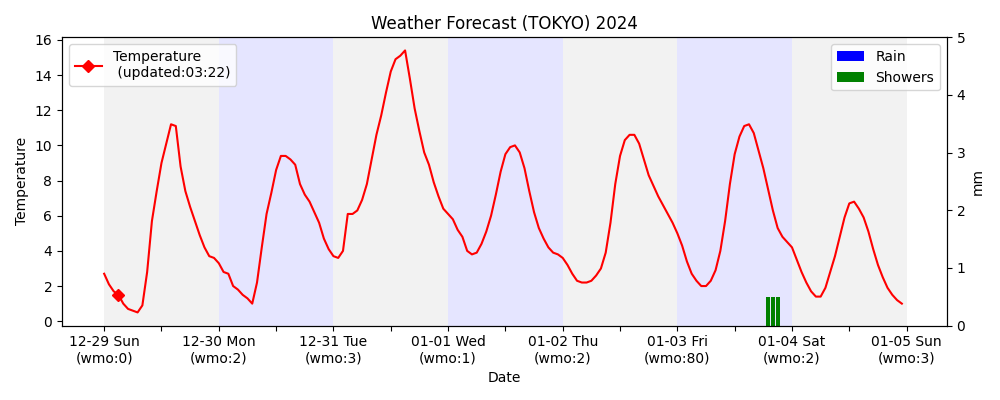 Weather Forecast (TOKYO) 2024
Temperature
(updated:03:22)
Rain
Showers
Temperature
16
14
12
10
8
6
4
2
0
5
4
3
2
1
0
mm
12-29 Sun
(wmo:0)
12-30 Mon
(wmo:2)
12-31 Tue
(wmo:3)
01-01 Wed
(wmo:1)
01-02 Thu
(wmo:2)
01-03 Fri
(wmo:80)
01-04 Sat
(wmo:2)
01-05 Sun
(wmo:3)
Date